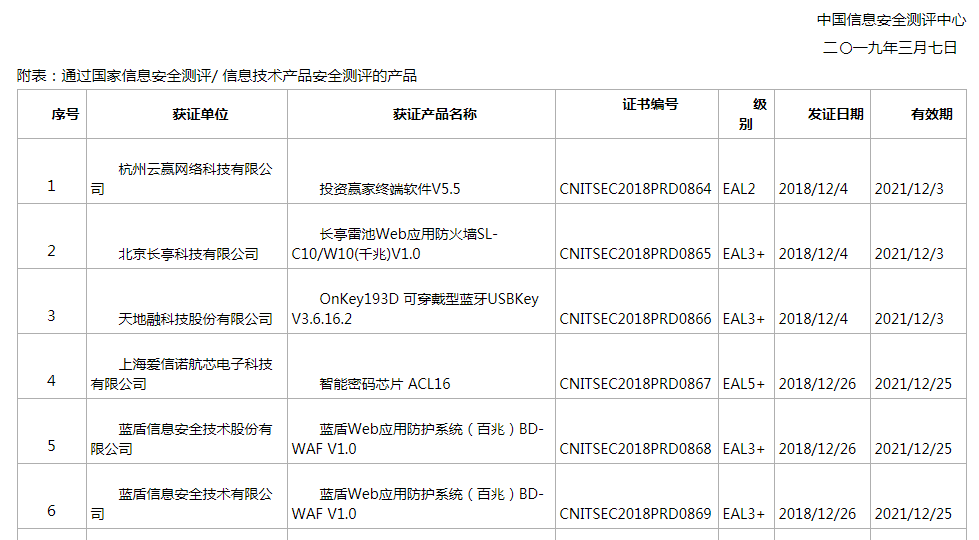 中国信息安全测评中心
二〇一九年三月七日
附表：通过国家信息安全测评/ 信息技术产品安全测评的产品
序号 获证单位 获证产品名称 证书编号 级别 发证日期 有效期
1 杭州云赢网络科技有限公司 投资赢家终端软件V5.5 CNITSEC2018PRD0864 EAL2 2018/12/4 2021/12/3
2 北京长亭科技有限公司 长亭雷池Web应用防火墙SL-C10/W10(千兆)V1.0 CNITSEC2018PRD0865 EAL3+ 2018/12/4 2021/12/3
3 天地融科技股份有限公司 OnKey193D 可穿戴型蓝牙USBKey V3.6.16.2 CNITSEC2018PRD0866 EAL3+ 2018/12/4 2021/12/3
4 上海爱信诺航芯电子科技有限公司 智能密码芯片 ACL16 CNITSEC2018PRD0867 EAL5+ 2018/12/26 2021/12/25
5 蓝盾信息安全技术股份有限公司 蓝盾Web应用防护系统（百兆）BD-WAF V1.0 CNITSEC2018PRD0868 EAL3+ 2018/12/26 2021/12/25
6 蓝盾信息安全技术有限公司 蓝盾Web应用防护系统（百兆）BD-WAF V1.0 CNITSEC2018PRD0869 EAL3+ 2018/12/26 2021/12/25